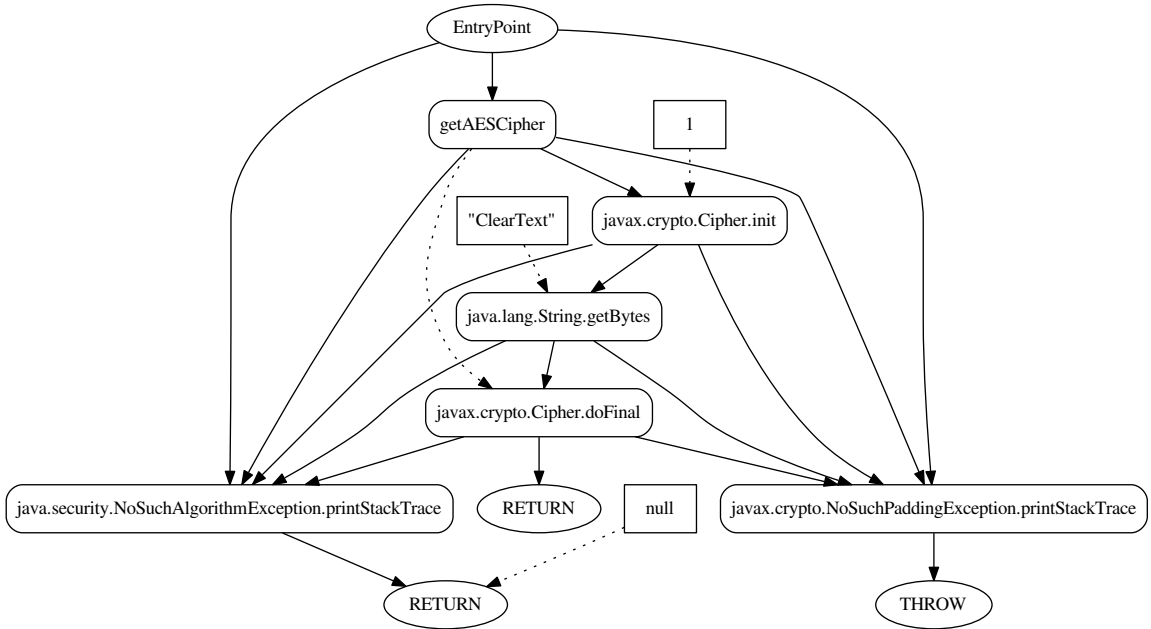 EntryPoint
getAESCipher
1
"ClearText"
javax.crypto.Cipher.init
java.lang.String.getBytes
javax.crypto.Cipher.doFinal
java.security.NoSuchAlgorithmException.printStackTrace
RETURN
null
javax.crypto.NoSuchPaddingException.printStackTrace
RETURN
THROW